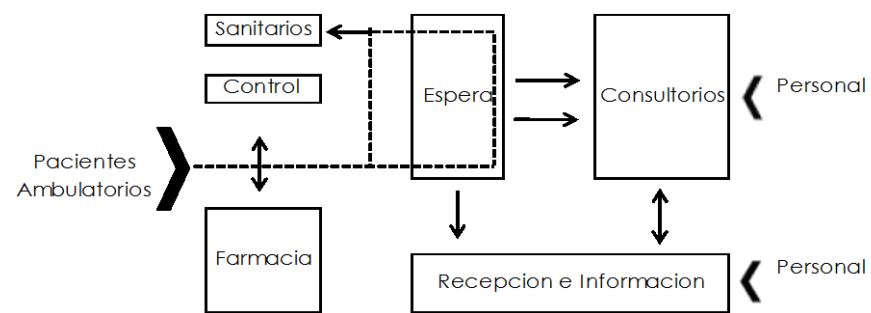 Sanitarios
Control
Espera
Consultorios
Personal
Pacientes
Ambulatorios
Farmacia
Recepcion e Informacion
Personal